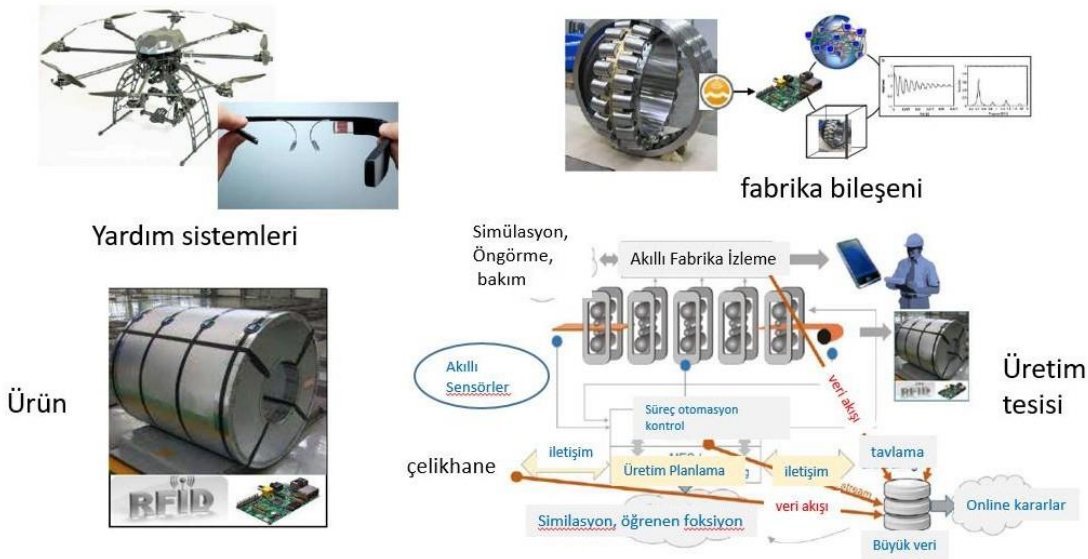 Yardım sistemleri
fabrika bileşeni
Simülasyon,
Öngörme,
bakım
Akıllı Fabrika İzleme
Akıllı
Sensörler
Ürün
RFID
Üretim
tesisi
RFID
veri akışı
Süreç otomasyon
kontrol
çelikhane
iletişim
Üretim Planlama
iletişim
tavlama
stream
veri akışı
Similasyon, öğrenen foksiyon
Online kararlar
Büyük veri